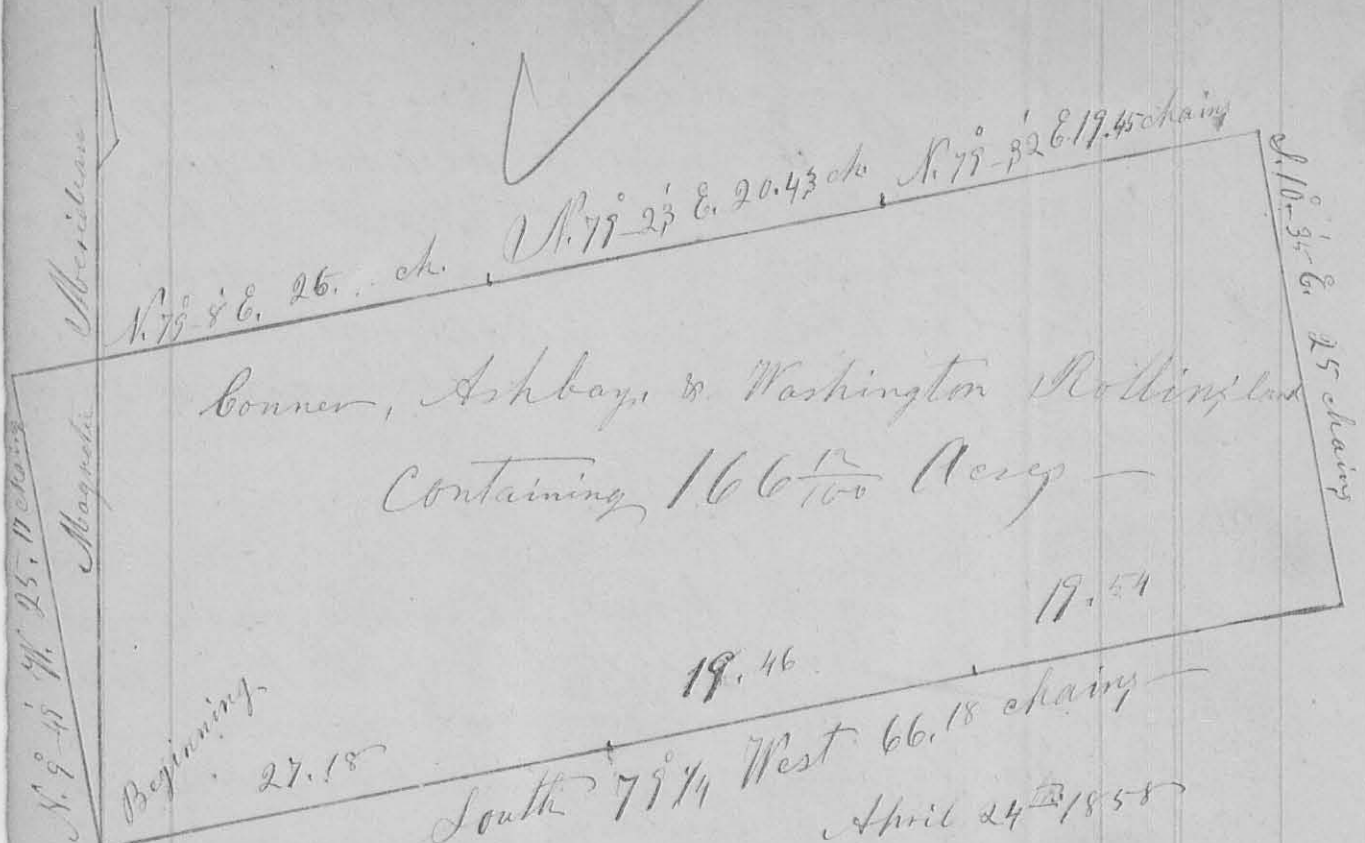 N. 79°-8' E. 26. ch.
N. 79°-23' E. 20.43 ch.
N. 79°-32' E. 19.45 chains
S. 10°-35' E. 25 chains
Magnetic Meridian
N. 9°-48' W. 25.17 chains
Conner, Ashbay, & Washington Rollins land
Containing 166 12/100 Acres —
19.54
19.46
Beginning
27.18
South 79° 1/4 West 66.18 chains —
April 24th 1858